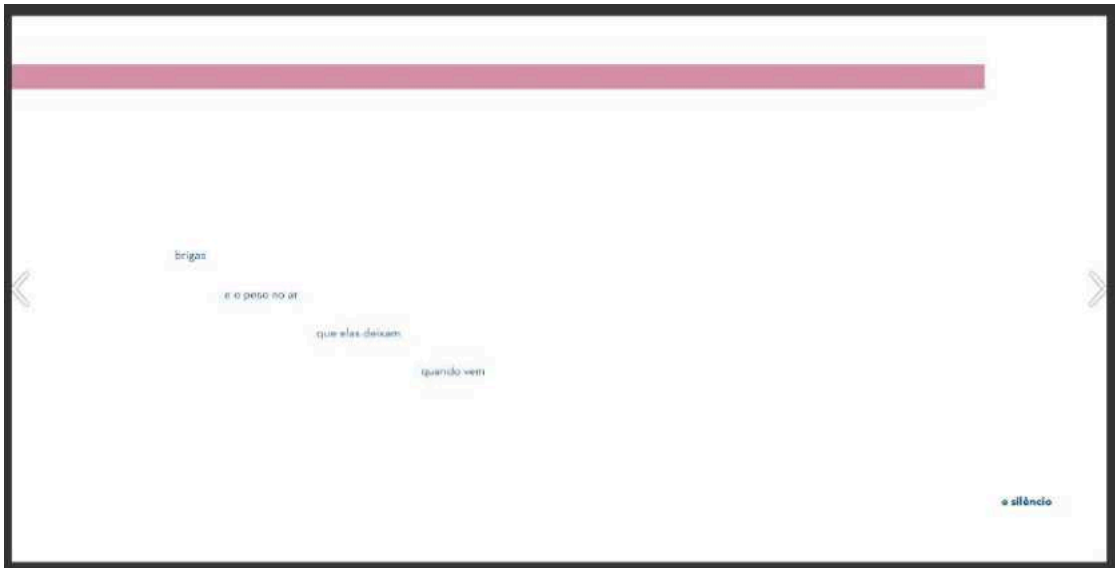 brigas
e o peso no ar
que elas deixam
quando vem
o silêncio